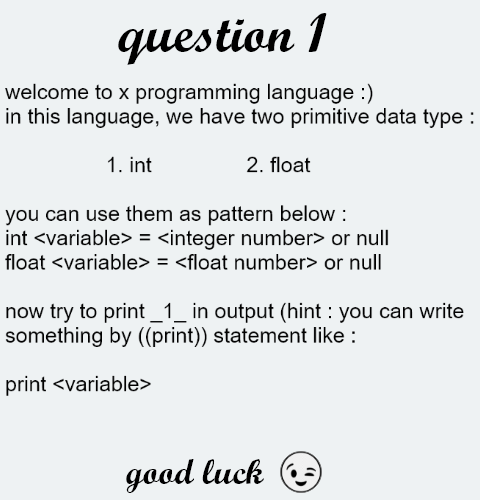 question 1
welcome to x programming language :)
in this language, we have two primitive data type :
1. int 2. float
you can use them as pattern below :
int <variable> = <integer number> or null
float <variable> = <float number> or null
now try to print _1_ in output (hint : you can write
something by ((print)) statement like :
print <variable>
good luck